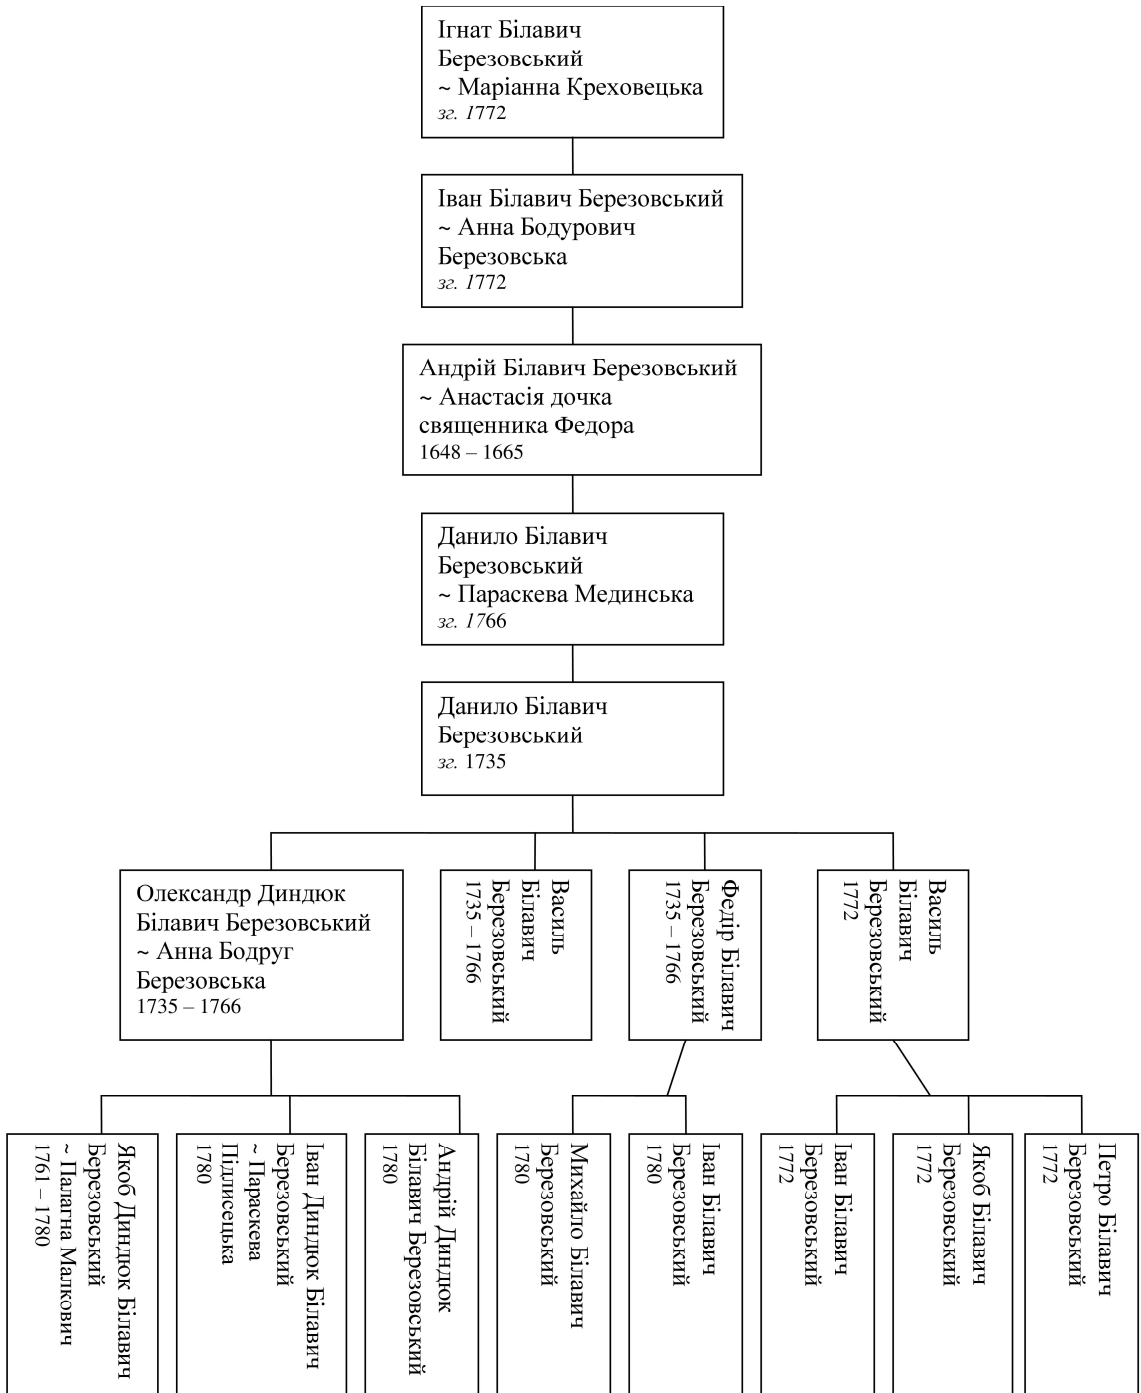 Ігнат Білавич
Березовський
~ Маріанна Креховецька
зг. 1772
Іван Білавич Березовський
~ Анна Бодурович
Березовська
зг. 1772
Андрій Білавич Березовський
~ Анастасія дочка
священника Федора
1648 – 1665
Данило Білавич
Березовський
~ Параскева Мединська
зг. 1766
Данило Білавич
Березовський
зг. 1735
Олександр Диндюк
Білавич Березовський
~ Анна Бодруг
Березовська
1735 – 1766
Василь
Білавич
Березовський
1735 – 1766
Федір Білавич
Березовський
1735 – 1766
Василь
Білавич
Березовський
1772
Якоб Диндюк Білавич
Березовський
~ Палагна Малкович
1761 – 1780
Іван Диндюк Білавич
Березовський
~ Параскева
Підлисецька
1780
Андрій Диндюк
Білавич Березовський
1780
Михайло Білавич
Березовський
1780
Іван Білавич
Березовський
1780
Іван Білавич
Березовський
1772
Якоб Білавич
Березовський
1772
Петро Білавич
Березовський
1772